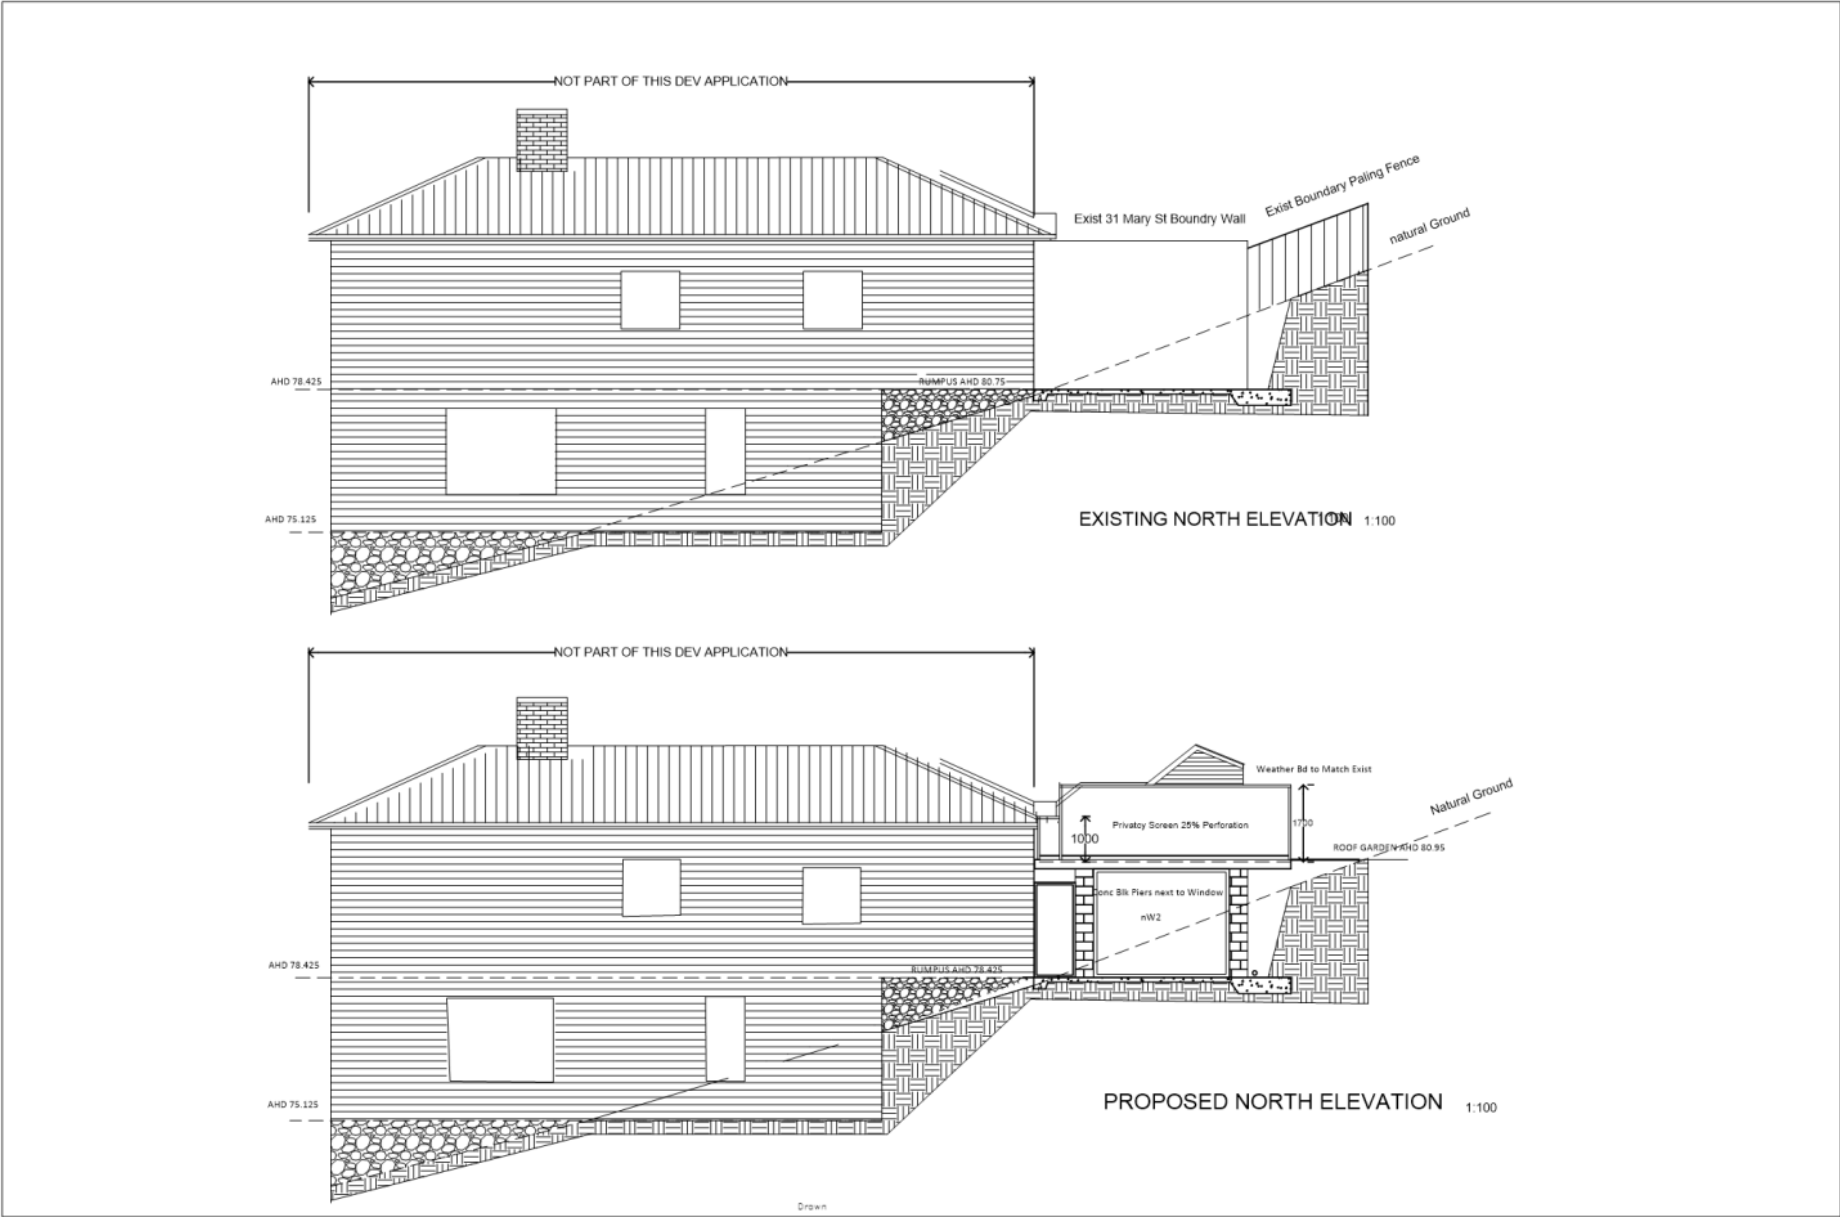 NOT PART OF THIS DEV APPLICATION
Exist Boundary Paling Fence
Exist 31 Mary St Boundry Wall
natural Ground
AHD 78.425
RUMPUS AHD 80.75
AHD 75.125
EXISTING NORTH ELEVATION 1:100
NOT PART OF THIS DEV APPLICATION
Weather Bd to Match Exist
Natural Ground
Privatcy Screen 25% Perforation
1700
1000
ROOF GARDEN AHD 80.95
Conc Blk Piers next to Window
nW2
AHD 78.425
RUMPUS AHD 78.425
AHD 75.125
PROPOSED NORTH ELEVATION 1:100
Drawn